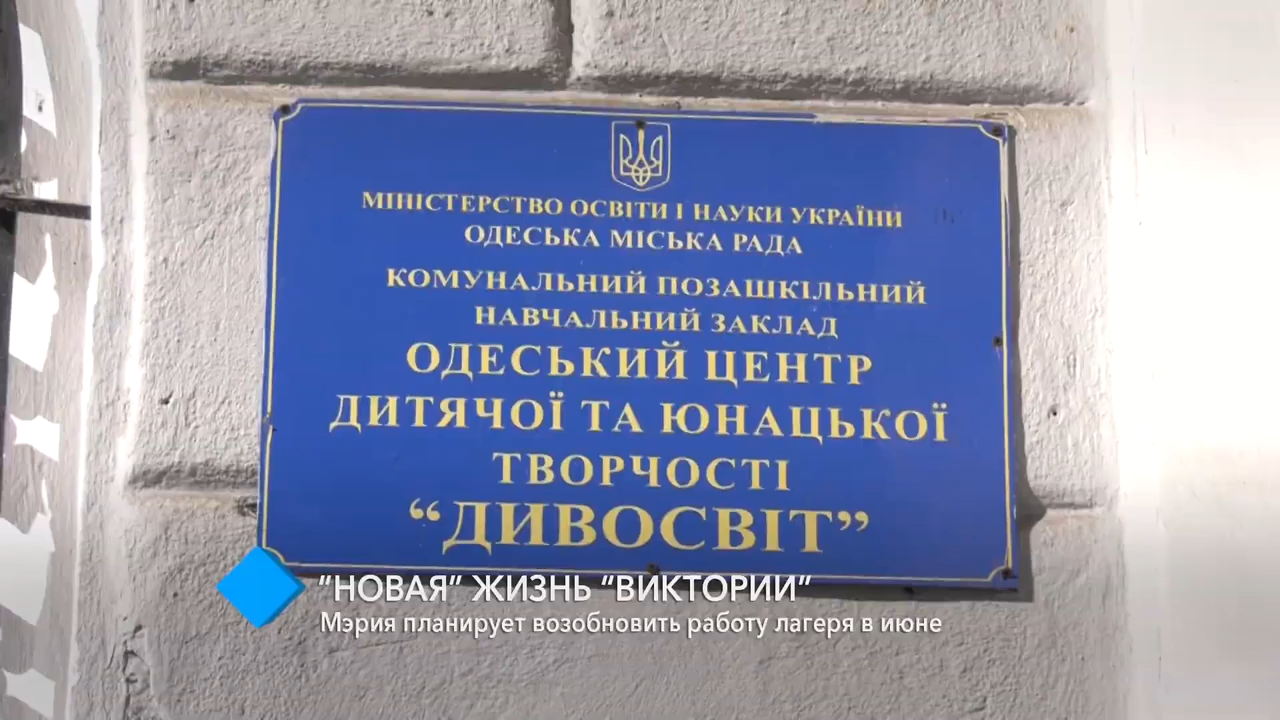 МІНІСТЕРСТВО ОСВІТИ І НАУКИ УКРАЇНИ
ОДЕСЬКА МІСЬКА РАДА
КОМУНАЛЬНИЙ ПОЗАШКІЛЬНИЙ
НАВЧАЛЬНИЙ ЗАКЛАД
ОДЕСЬКИЙ ЦЕНТР
ДИТЯЧОЇ ТА ЮНАЦЬКОЇ
ТВОРЧОСТІ
“ДИВОСВІТ”
"НОВАЯ" ЖИЗНЬ "ВИКТОРИИ"
Мэрия планирует возобновить работу лагеря в июне